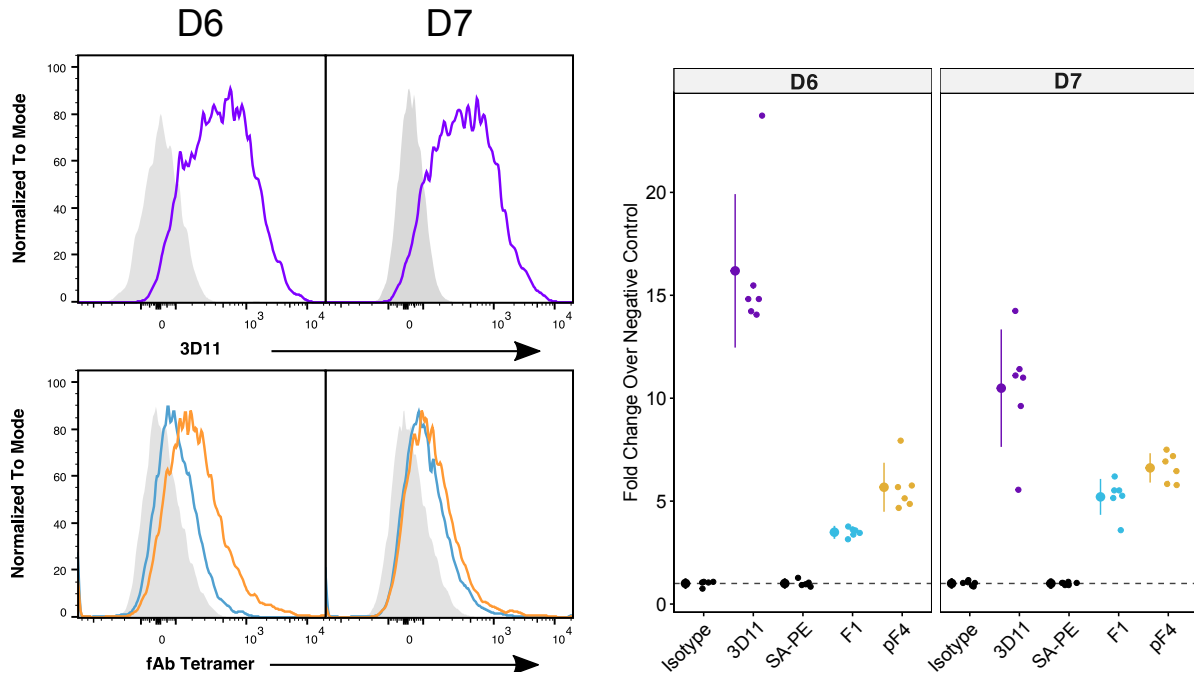 D6 D7
Normalized To Mode
100
80
60
40
20
0
0 10³ 10⁴ 0 10³ 10⁴
3D11
Normalized To Mode
100
80
60
40
20
0
0 10³ 10⁴ 0 10³ 10⁴
fAb Tetramer
D6 D7
Fold Change Over Negative Control
20
15
10
5
0
Isotype 3D11 SA-PE F1 pF4 Isotype 3D11 SA-PE F1 pF4